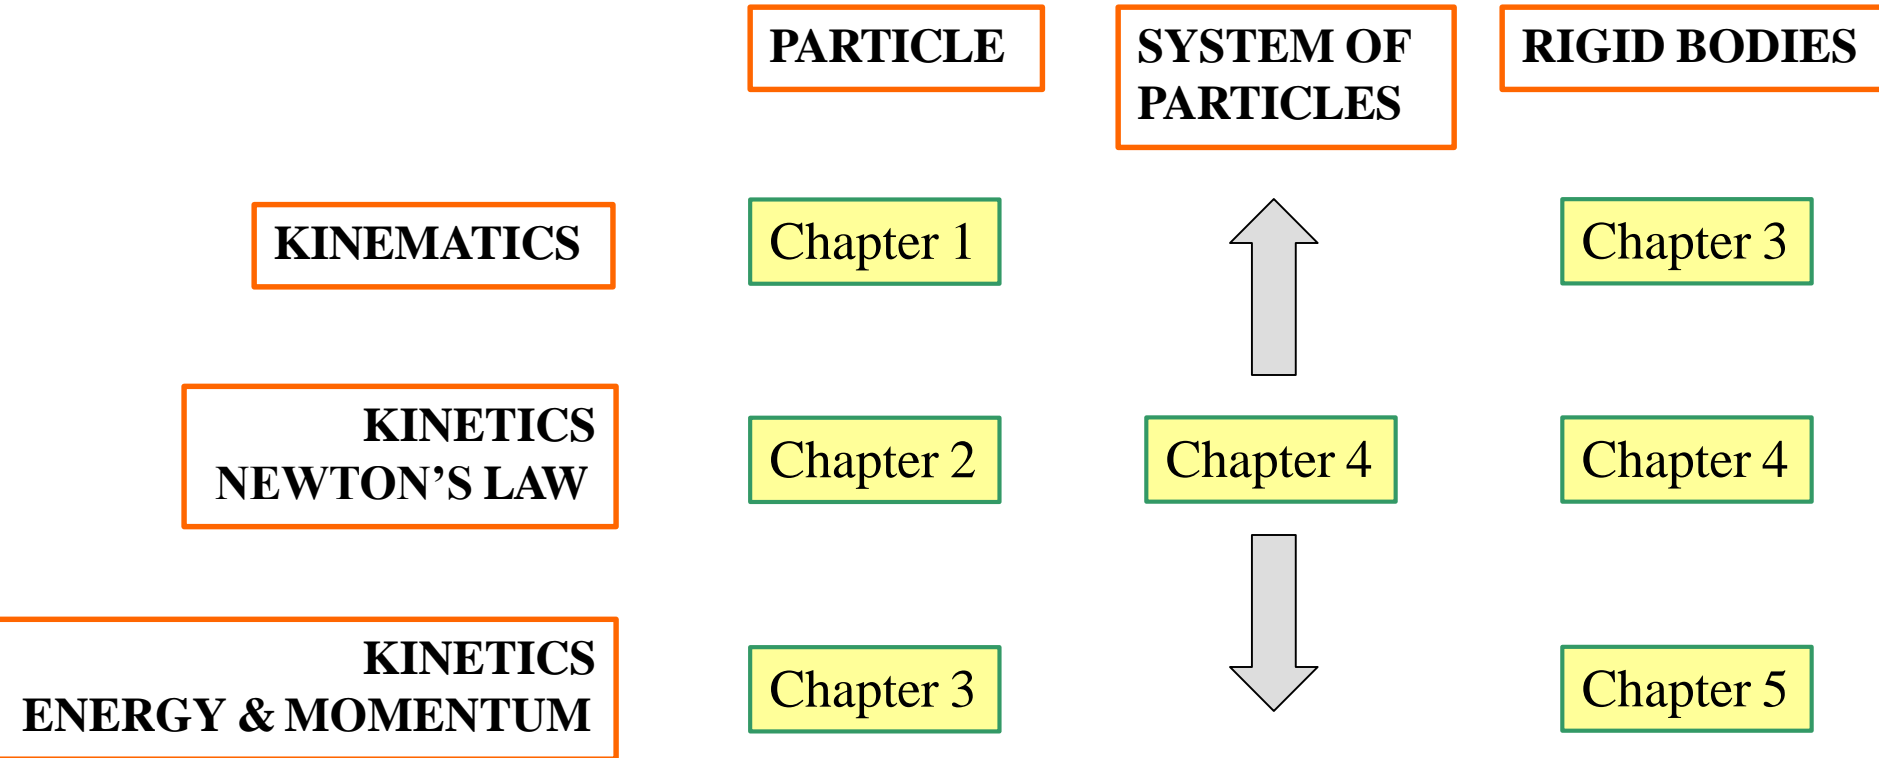 PARTICLE
SYSTEM OF
PARTICLES
RIGID BODIES
KINEMATICS
Chapter 1
Chapter 3
KINETICS
NEWTON’S LAW
Chapter 2
Chapter 4
Chapter 4
KINETICS
ENERGY & MOMENTUM
Chapter 3
Chapter 5